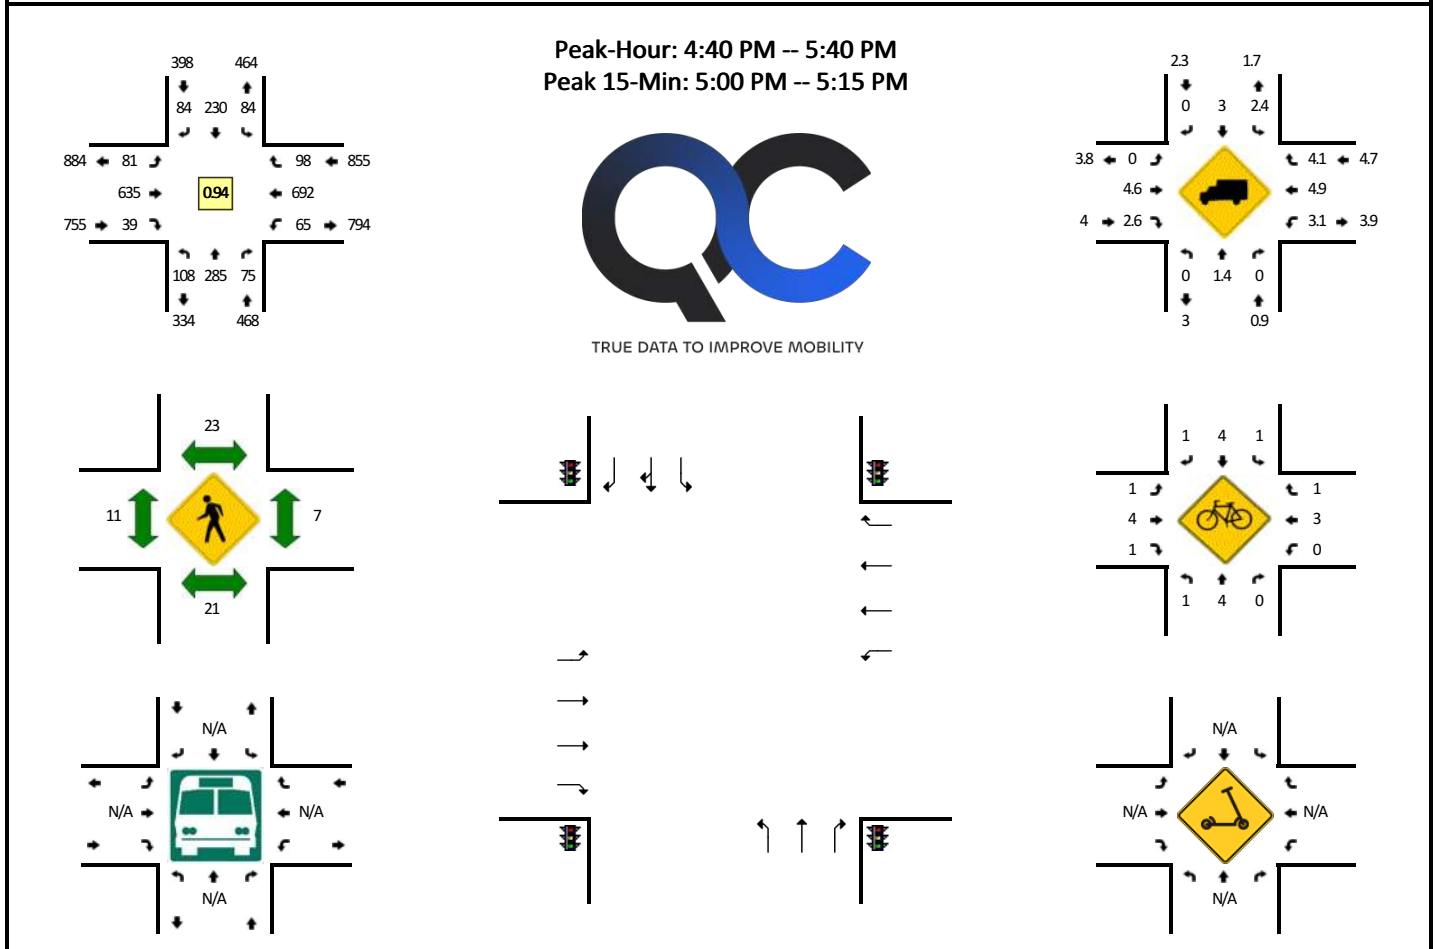 Peak-Hour: 4:40 PM -- 5:40 PM
Peak 15-Min: 5:00 PM -- 5:15 PM
398 464
84 230 84
884 81 98 855
635 0.94 692
755 39 65 794
108 285 75
334 468
QC
TRUE DATA TO IMPROVE MOBILITY
2.3 1.7
0 3 2.4
3.8 0 4.1 4.7
4.6 4.9
4 2.6 3.1 3.9
0 1.4 0
3 0.9
23
11 7
21
1 4 1
1 1
4 3
1 0
1 4 0
N/A
N/A N/A
N/A
N/A
N/A N/A
N/A